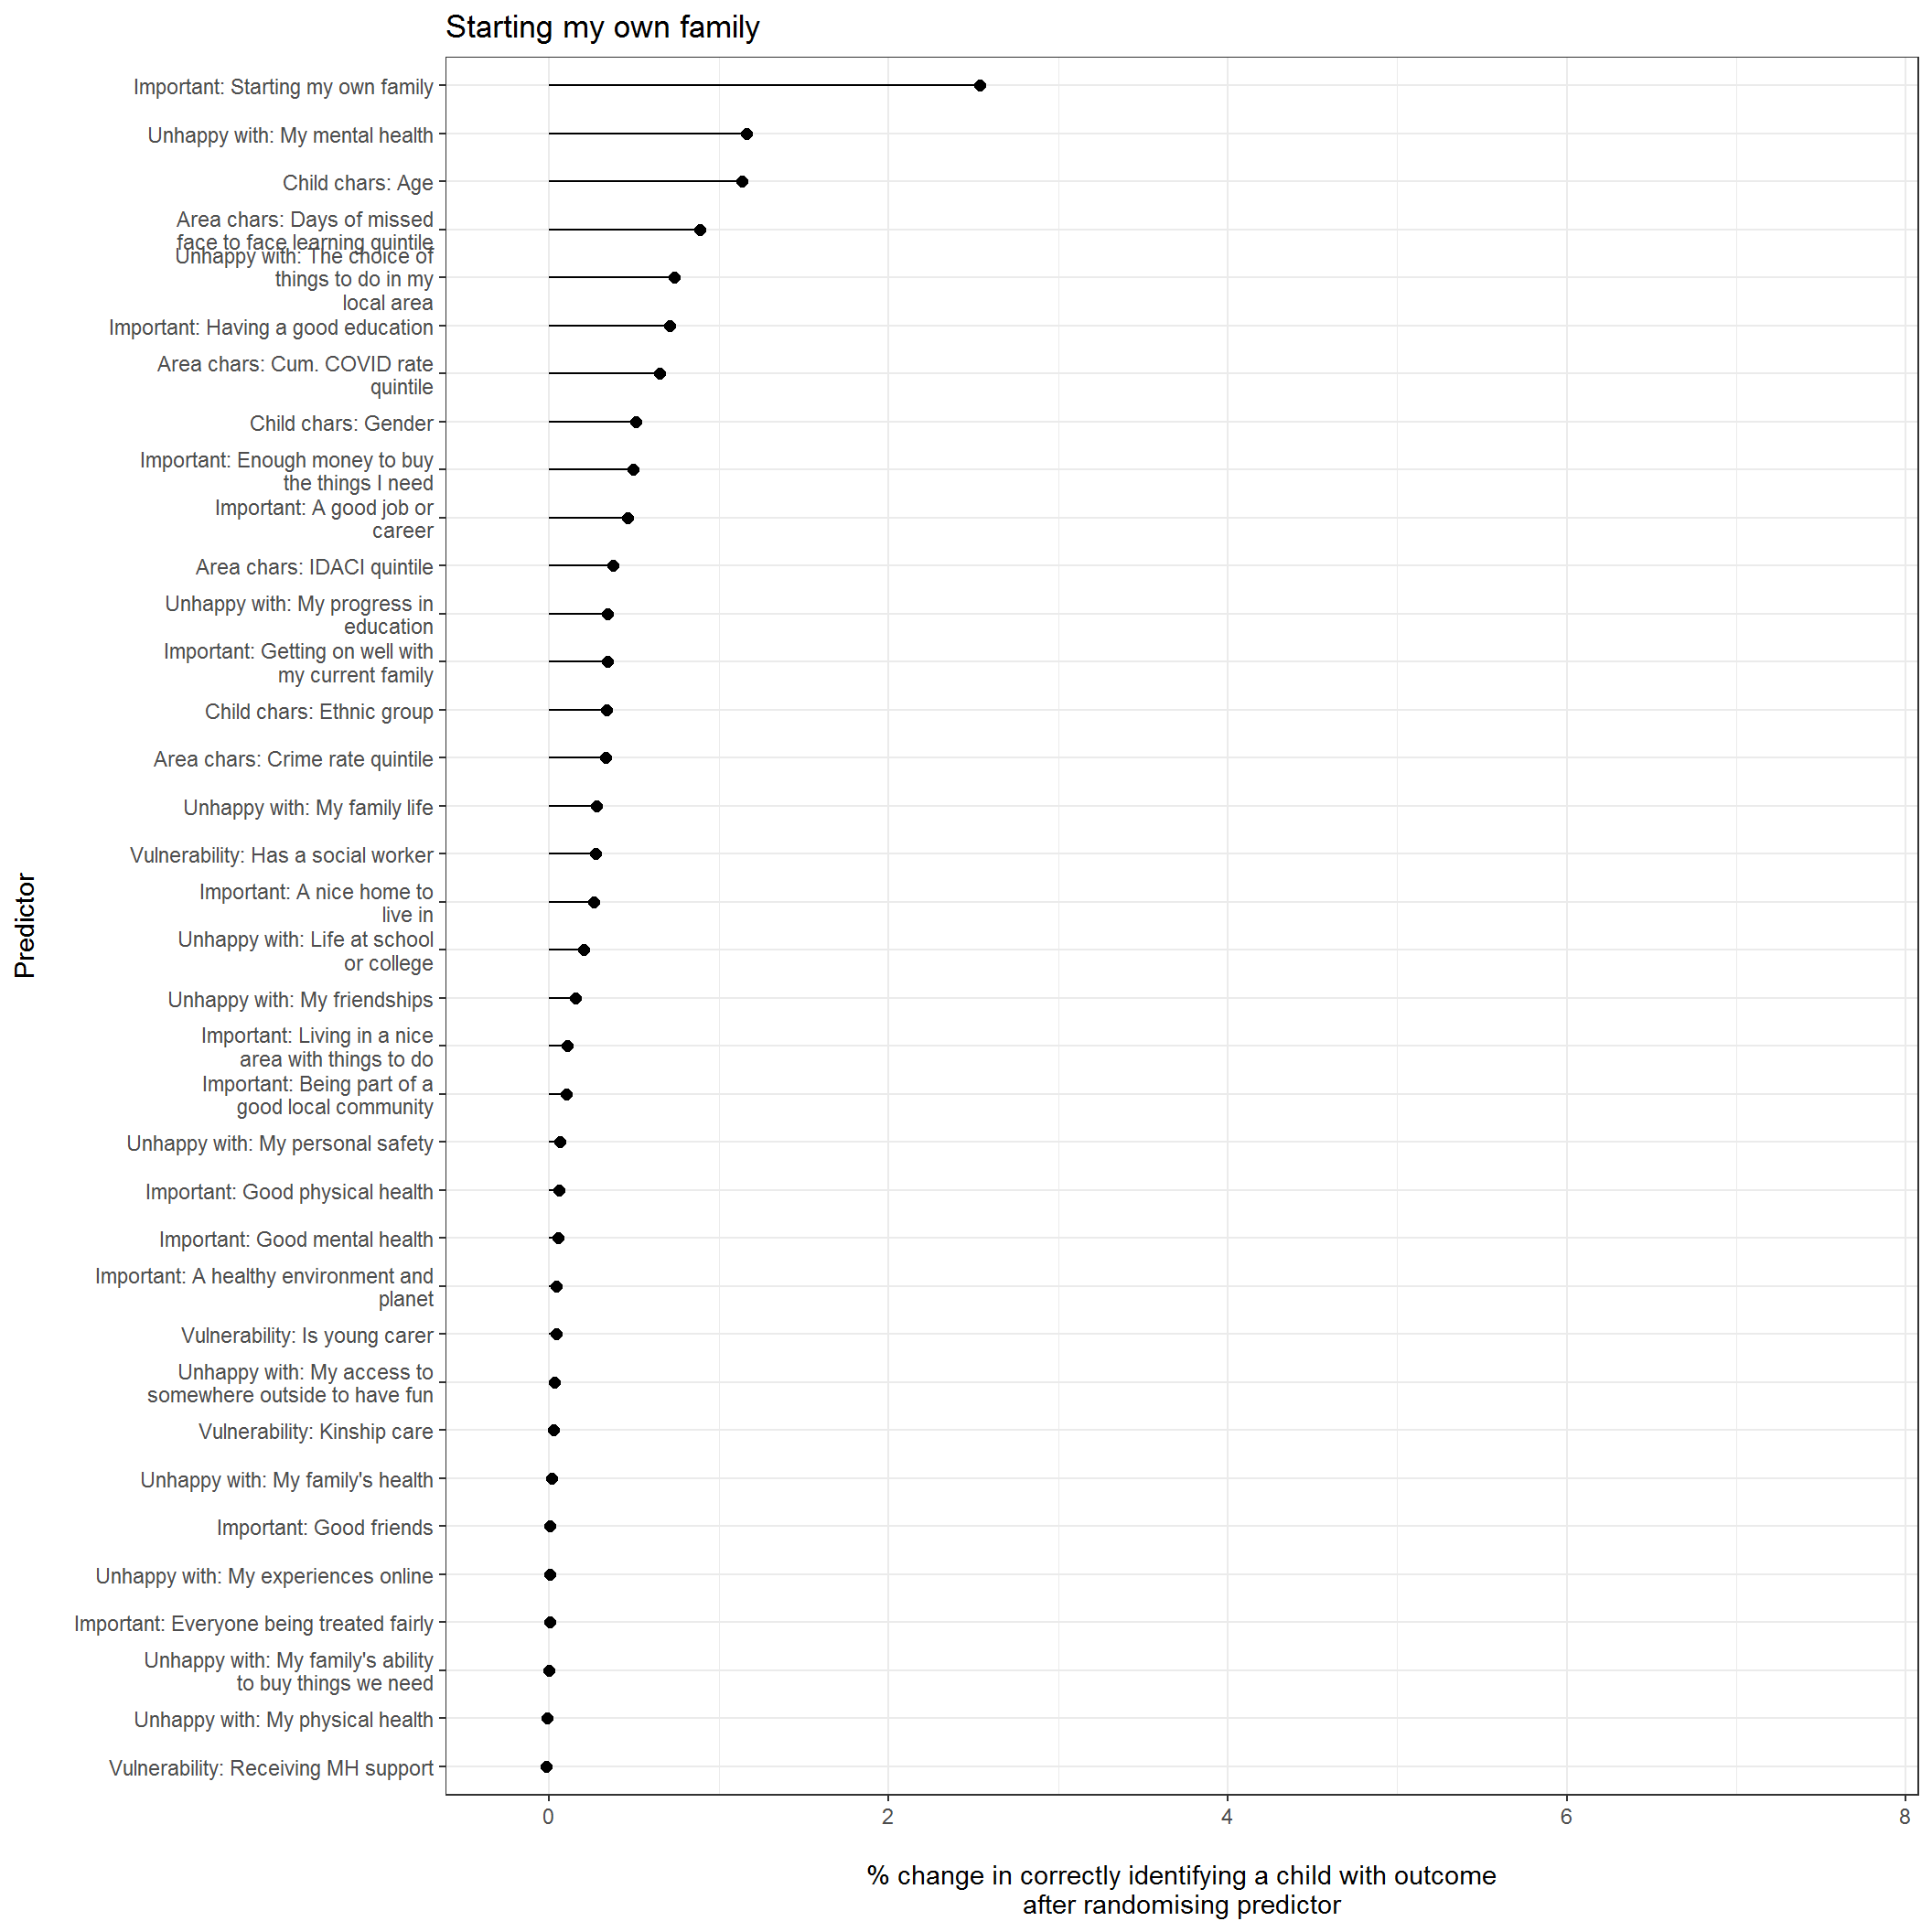 Starting my own family
Important: Starting my own family
Unhappy with: My mental health
Child chars: Age
Area chars: Days of missed
face to face learning quintile
Unhappy with: The choice of
things to do in my
local area
Important: Having a good education
Area chars: Cum. COVID rate
quintile
Child chars: Gender
Important: Enough money to buy
the things I need
Important: A good job or
career
Area chars: IDACI quintile
Unhappy with: My progress in
education
Important: Getting on well with
my current family
Child chars: Ethnic group
Area chars: Crime rate quintile
Unhappy with: My family life
Vulnerability: Has a social worker
Important: A nice home to
live in
Unhappy with: Life at school
or college
Unhappy with: My friendships
Important: Living in a nice
area with things to do
Important: Being part of a
good local community
Unhappy with: My personal safety
Important: Good physical health
Important: Good mental health
Important: A healthy environment and
planet
Vulnerability: Is young carer
Unhappy with: My access to
somewhere outside to have fun
Vulnerability: Kinship care
Unhappy with: My family's health
Important: Good friends
Unhappy with: My experiences online
Important: Everyone being treated fairly
Unhappy with: My family's ability
to buy things we need
Unhappy with: My physical health
Vulnerability: Receiving MH support
Predictor
0 2 4 6 8
% change in correctly identifying a child with outcome
after randomising predictor